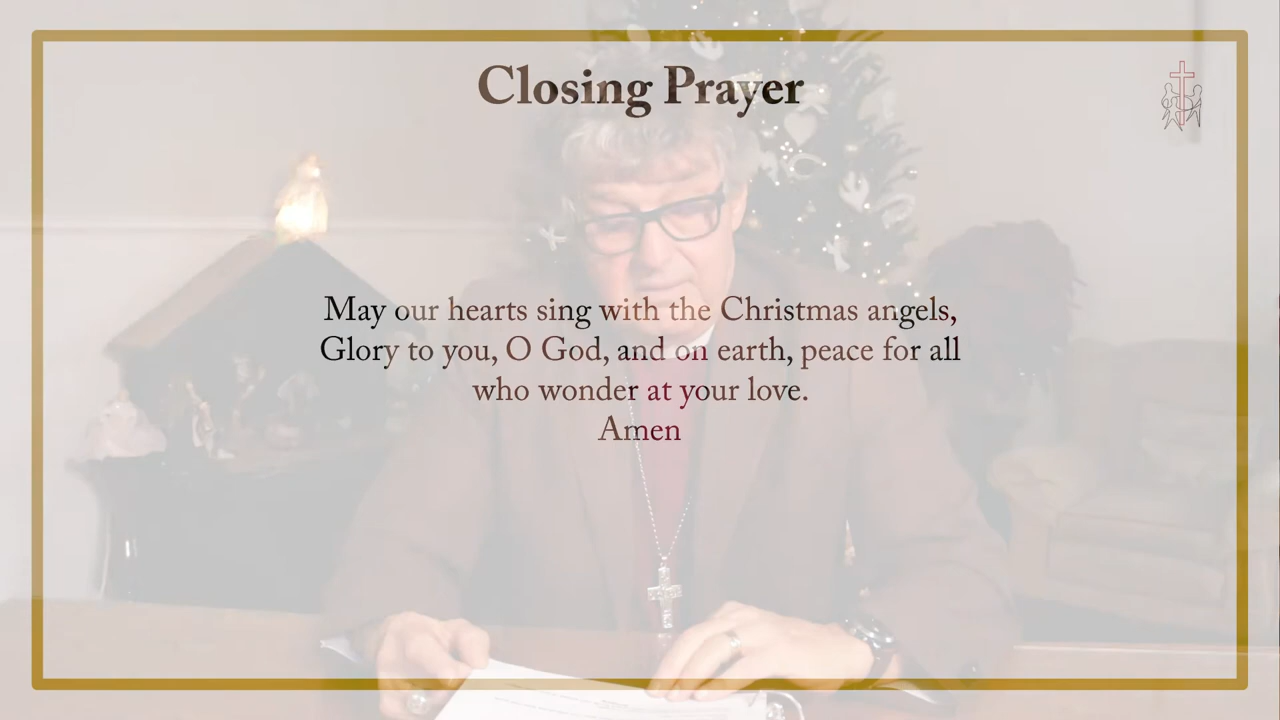 Closing Prayer
May our hearts sing with the Christmas angels,
Glory to you, O God, and on earth, peace for all
who wonder at your love.
Amen